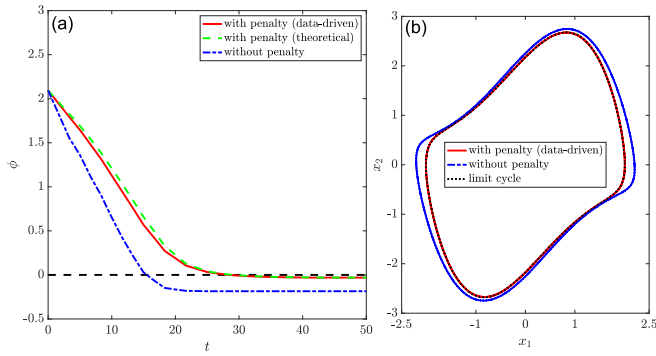 (a)
with penalty (data-driven)
with penalty (theoretical)
without penalty
3
2.5
2
1.5
1
0.5
0
-0.5
ϕ
0
10
20
30
40
50
t
(b)
with penalty (data-driven)
without penalty
limit cycle
3
2
1
0
-1
-2
-3
x₂
-2.5
-1
0
1
2.5
x₁